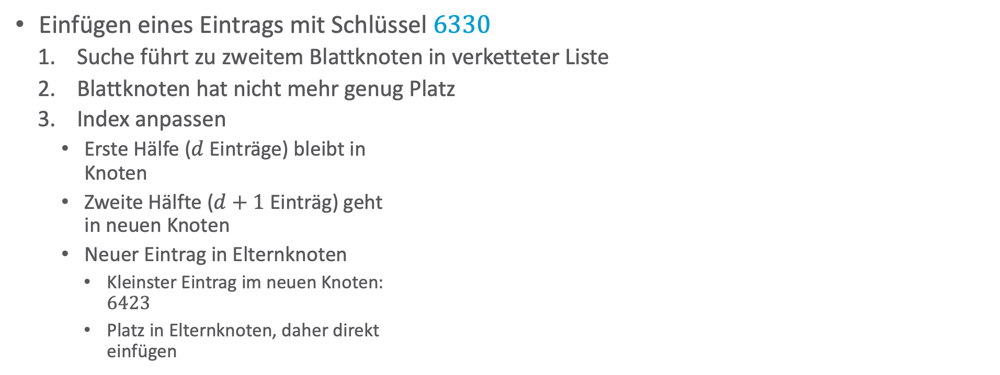 • Einfügen eines Eintrags mit Schlüssel 6330
1. Suche führt zu zweitem Blattknoten in verketteter Liste
2. Blattknoten hat nicht mehr genug Platz
3. Index anpassen
• Erste Hälfe (d Einträge) bleibt in
Knoten
• Zweite Hälfte (d + 1 Einträg) geht
in neuen Knoten
• Neuer Eintrag in Elternknoten
• Kleinster Eintrag im neuen Knoten:
6423
• Platz in Elternknoten, daher direkt
einfügen